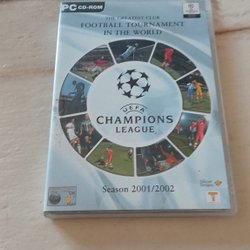 PC CD-ROM
THE GREATEST CLUB
FOOTBALL TOURNAMENT
IN THE WORLD
UEFA
CHAMPIONS
LEAGUE
Season 2001/2002